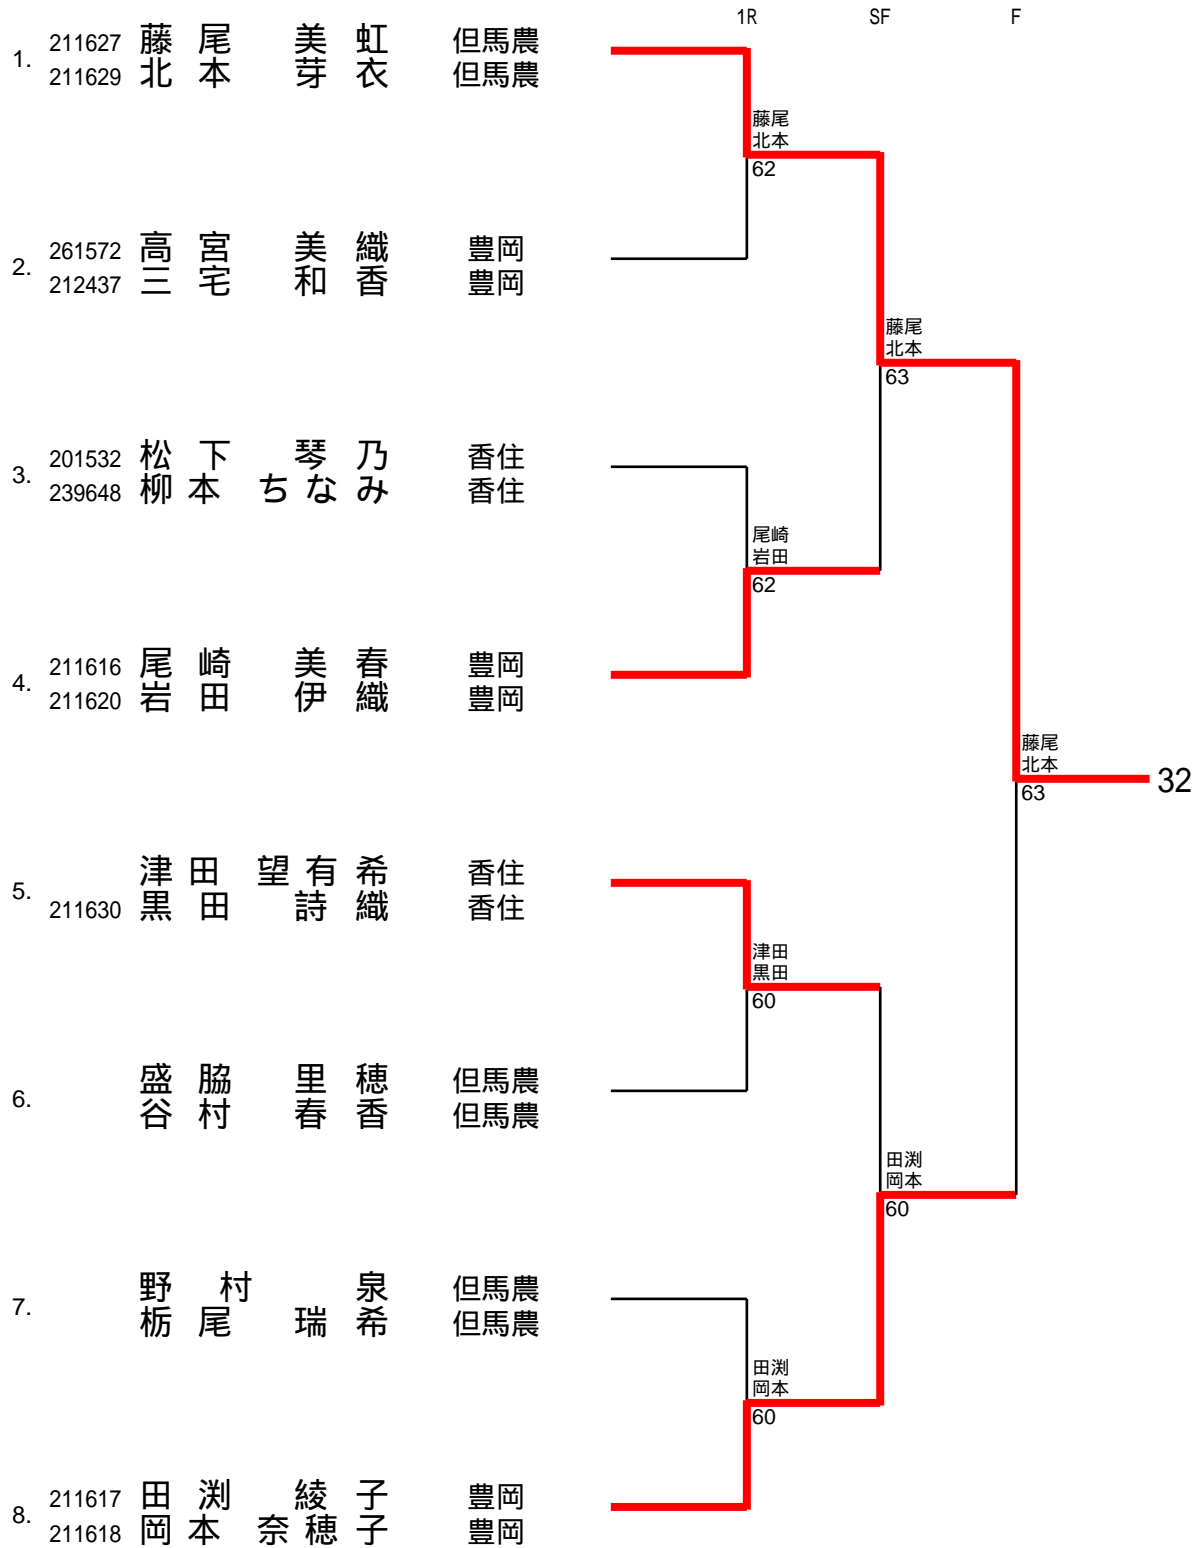 1R SF F
1. 211627 藤尾 美虹 但馬農
211629 北本 芽衣 但馬農
藤尾
北本
62
2. 261572 高宮 美織 豊岡
212437 三宅 和香 豊岡
藤尾
北本
63
3. 201532 松下 琴乃 香住
239648 柳本 ちなみ 香住
尾崎
岩田
62
4. 211616 尾崎 美春 豊岡
211620 岩田 伊織 豊岡
藤尾
北本
63
32
5. 津田 望有希 香住
211630 黒田 詩織 香住
津田
黒田
60
6. 盛脇 里穂 但馬農
谷村 春香 但馬農
田渕
岡本
60
7. 野村 泉 但馬農
栃尾 瑞希 但馬農
田渕
岡本
60
8. 211617 田渕 綾子 豊岡
211618 岡本 奈穂子 豊岡